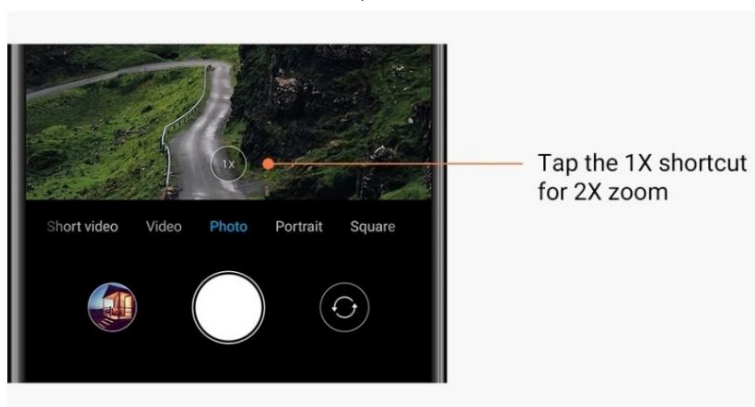 1X
Tap the 1X shortcut
for 2X zoom
Short video Video Photo Portrait Square